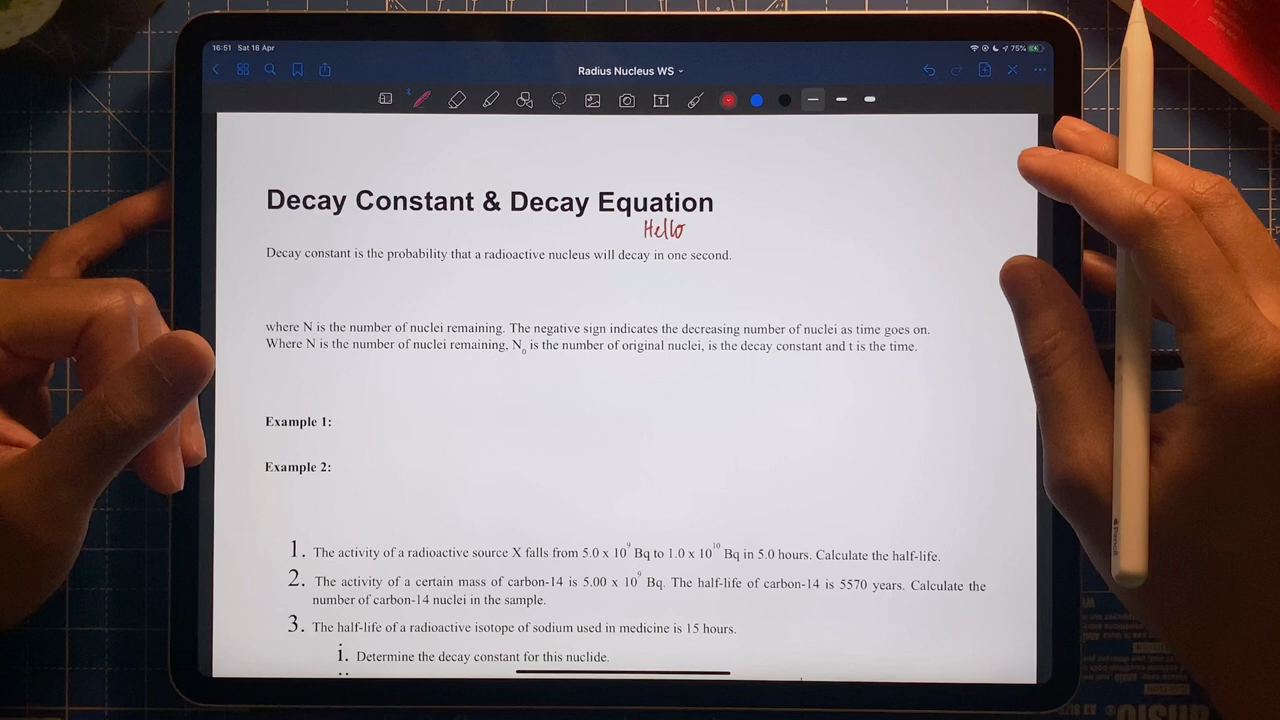 16:51 Sat 18 Apr
75%
Radius Nucleus WS
Decay Constant & Decay Equation
Hello
Decay constant is the probability that a radioactive nucleus will decay in one second.
where N is the number of nuclei remaining. The negative sign indicates the decreasing number of nuclei as time goes on.
Where N is the number of nuclei remaining, N₀ is the number of original nuclei, is the decay constant and t is the time.
Example 1:
Example 2:
1. The activity of a radioactive source X falls from 5.0 x 10⁹ Bq to 1.0 x 10¹⁰ Bq in 5.0 hours. Calculate the half-life.
2. The activity of a certain mass of carbon-14 is 5.00 x 10⁹ Bq. The half-life of carbon-14 is 5570 years. Calculate the
number of carbon-14 nuclei in the sample.
3. The half-life of a radioactive isotope of sodium used in medicine is 15 hours.
i. Determine the decay constant for this nuclide.